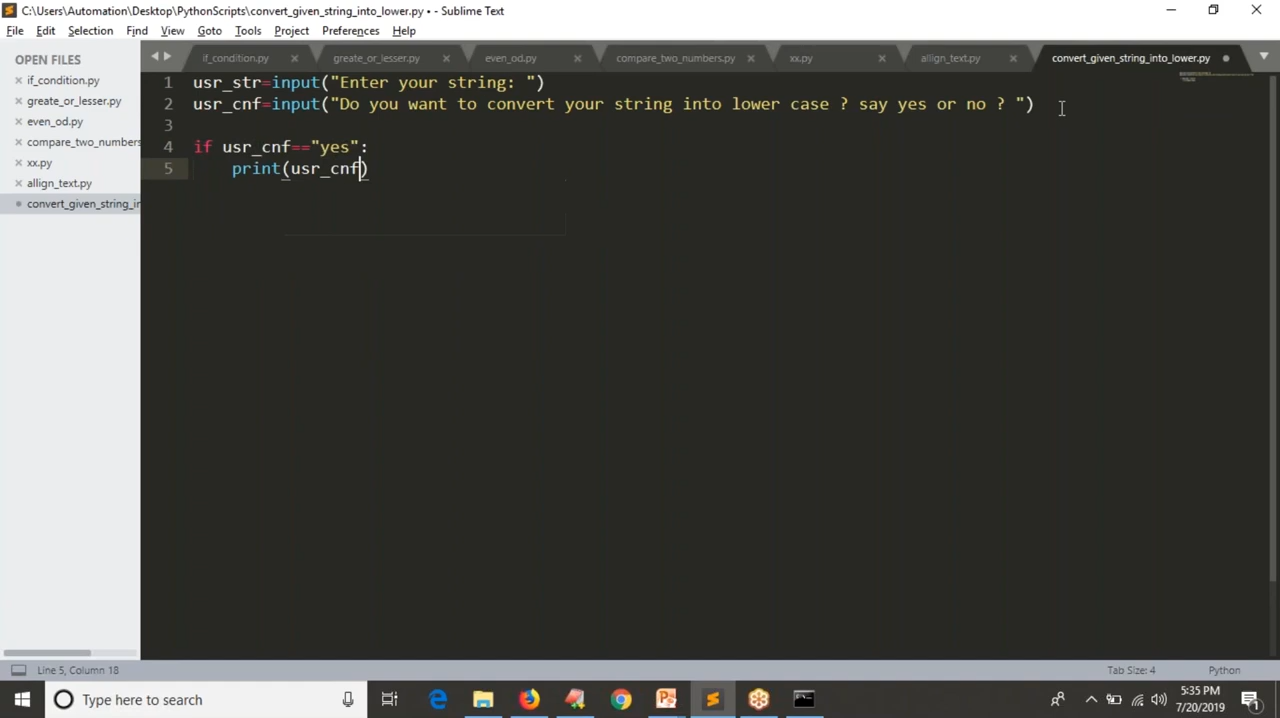 C:\Users\Automation\Desktop\PythonScripts\convert_given_string_into_lower.py • - Sublime Text
File Edit Selection Find View Goto Tools Project Preferences Help
OPEN FILES
if_condition.py
greate_or_lesser.py
even_od.py
compare_two_numbers
xx.py
allign_text.py
convert_given_string_in
if_condition.py greate_or_lesser.py even_od.py compare_two_numbers.py xx.py allign_text.py convert_given_string_into_lower.py
1 usr_str=input("Enter your string: ")
2 usr_cnf=input("Do you want to convert your string into lower case ? say yes or no ? ")
3
4 if usr_cnf=="yes":
5 print(usr_cnf)
Line 5, Column 18 Tab Size: 4 Python
Type here to search
5:35 PM
7/20/2019
1